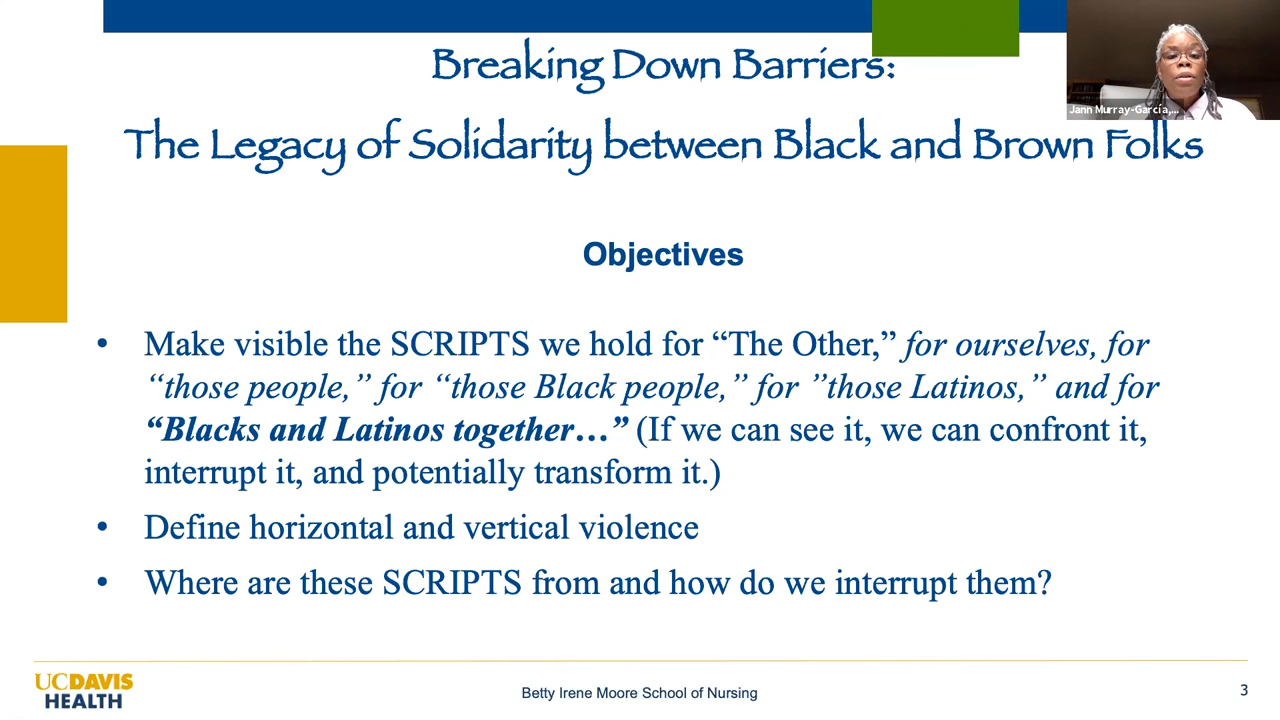 Breaking Down Barriers:
Jann Murray-García,...
The Legacy of Solidarity between Black and Brown Folks
Objectives
• Make visible the SCRIPTS we hold for “The Other,” for ourselves, for
“those people,” for “those Black people,” for ”those Latinos,” and for
“Blacks and Latinos together…” (If we can see it, we can confront it,
interrupt it, and potentially transform it.)
• Define horizontal and vertical violence
• Where are these SCRIPTS from and how do we interrupt them?
UCDAVIS
HEALTH
Betty Irene Moore School of Nursing
3